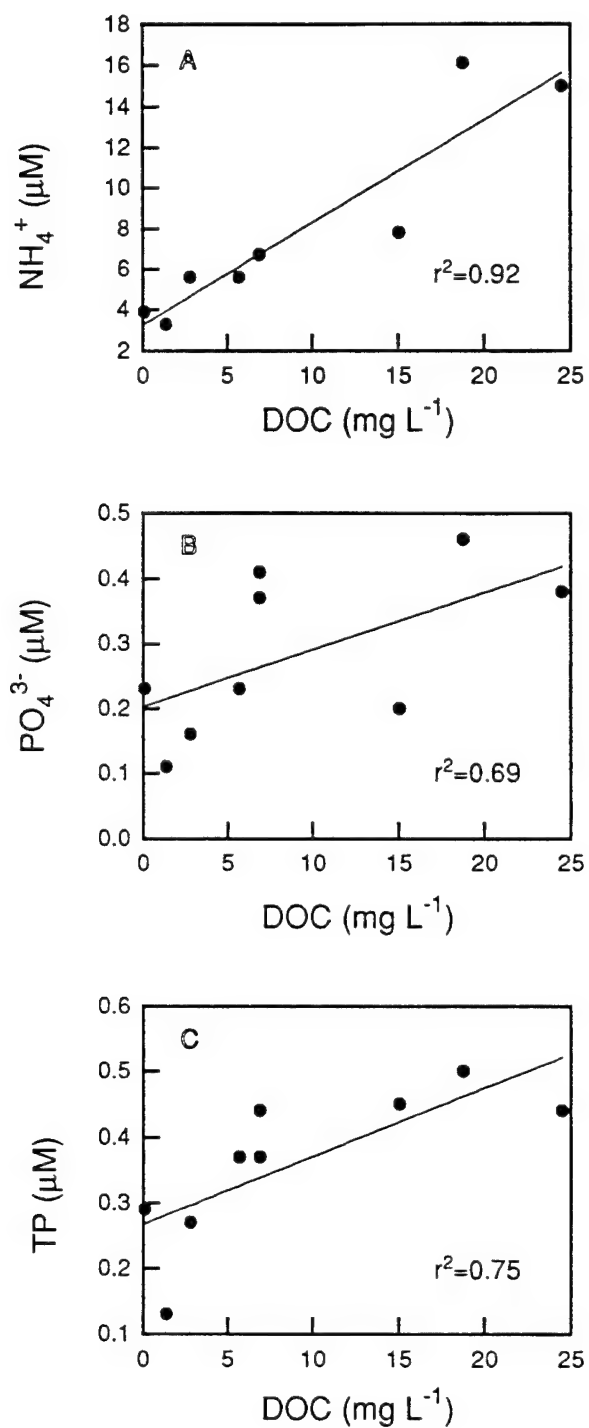 A
18
16
14
12
10
8
6
4
2
NH₄⁺ (μM)
r²=0.92
0 5 10 15 20 25
DOC (mg L⁻¹)
B
0.5
0.4
0.3
0.2
0.1
0.0
PO₄³⁻ (μM)
r²=0.69
0 5 10 15 20 25
DOC (mg L⁻¹)
C
0.6
0.5
0.4
0.3
0.2
0.1
TP (μM)
r²=0.75
0 5 10 15 20 25
DOC (mg L⁻¹)